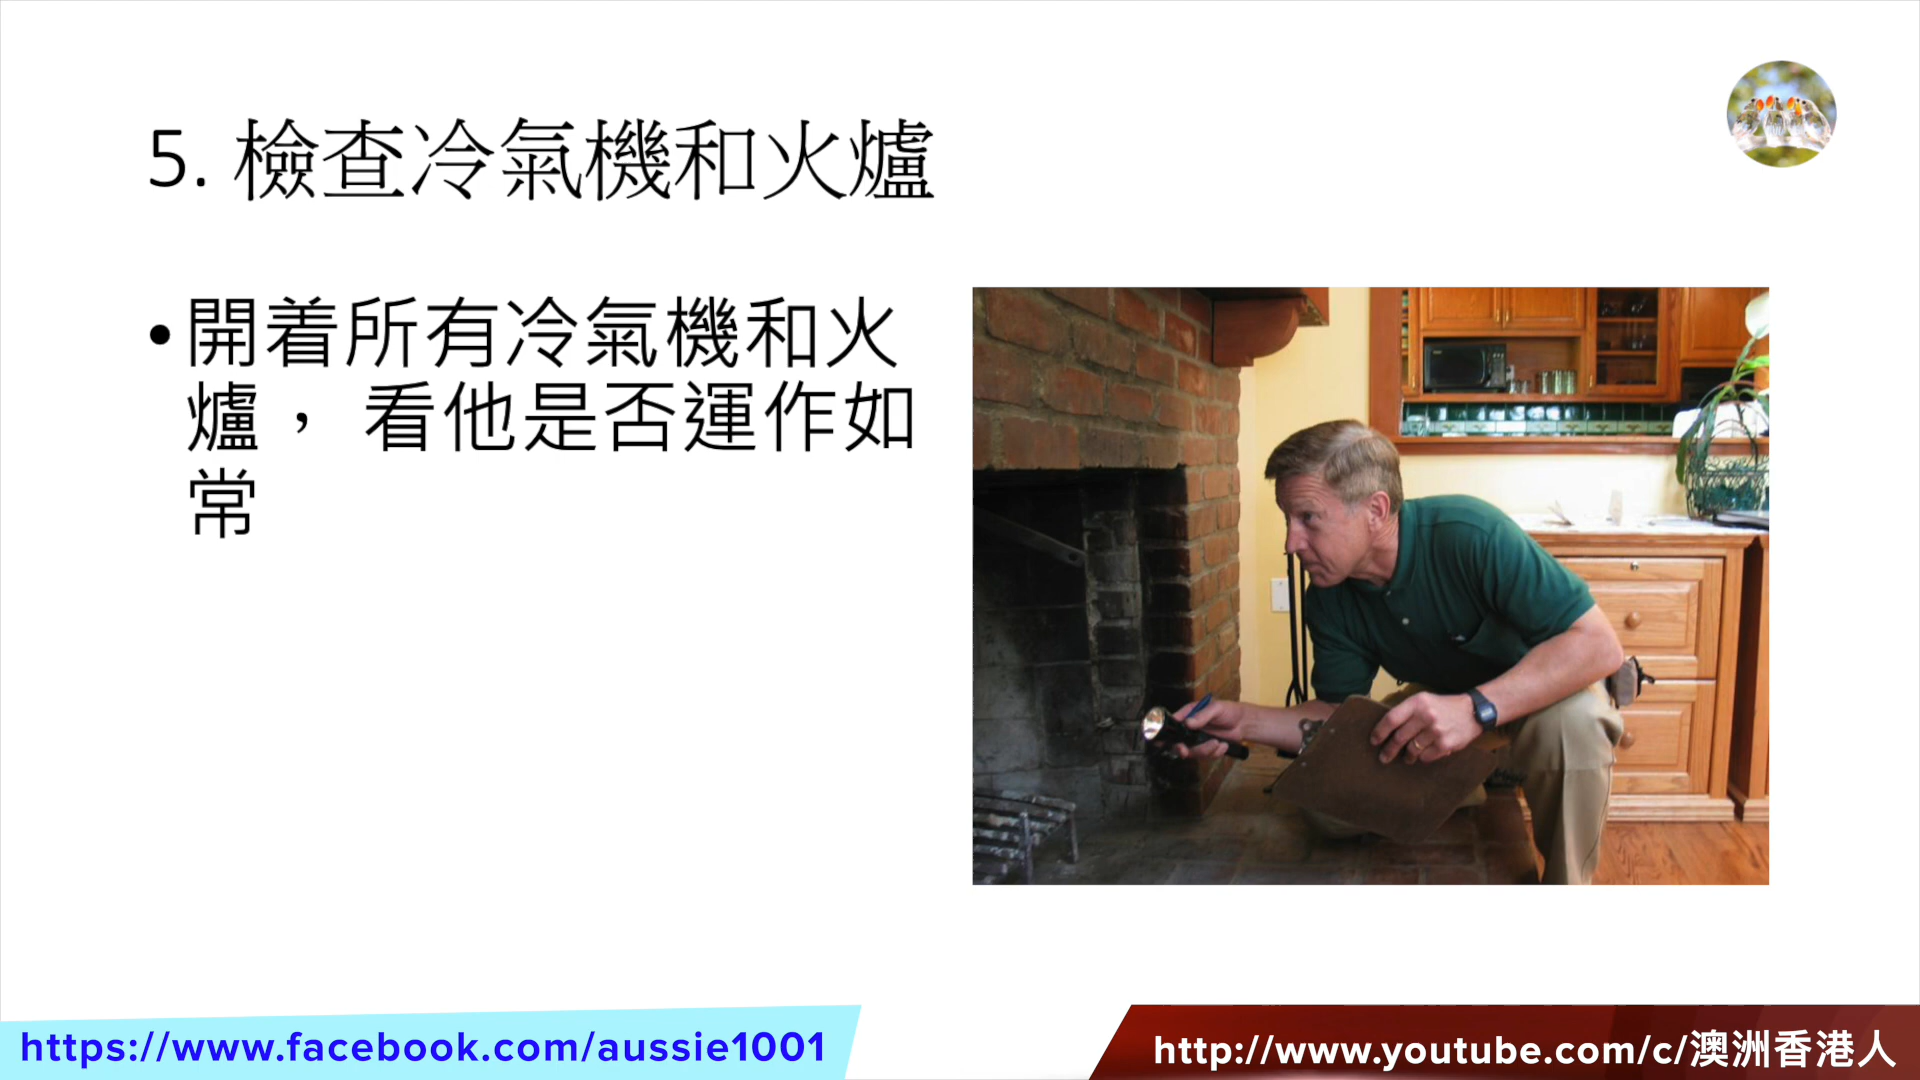 5. 檢查冷氣機和火爐
•開着所有冷氣機和火
爐， 看他是否運作如
常
https://www.facebook.com/aussie1001
http://www.youtube.com/c/澳洲香港人